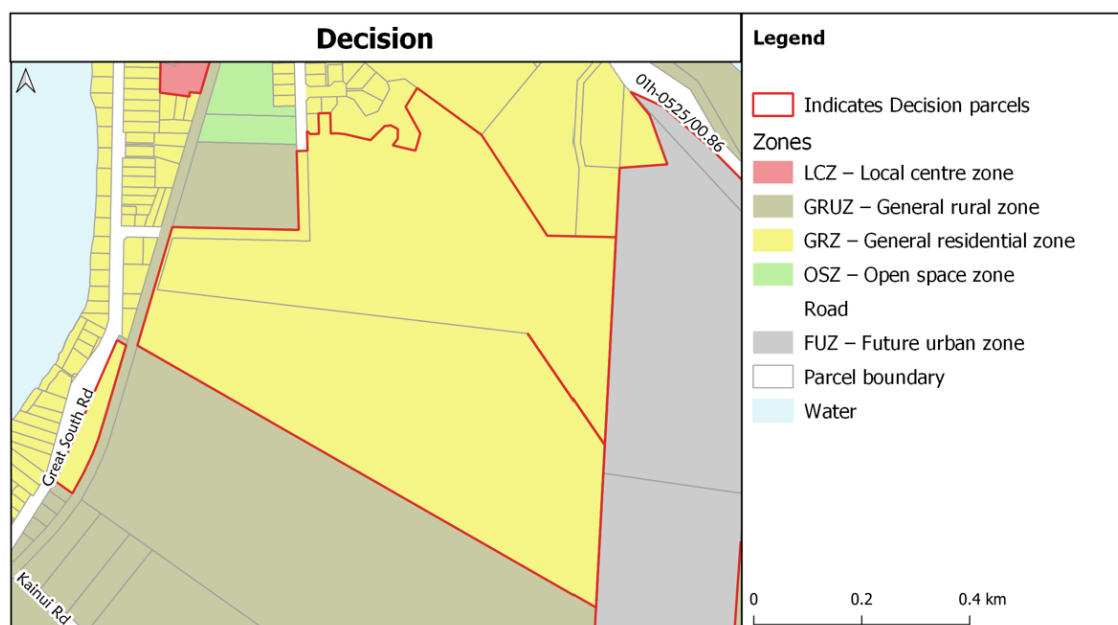 Decision
Legend
Indicates Decision parcels
Zones
LCZ – Local centre zone
GRUZ – General rural zone
GRZ – General residential zone
OSZ – Open space zone
Road
FUZ – Future urban zone
Parcel boundary
Water
01h-0525/00.86
Great South Rd
Kainui Rd
0 0.2 0.4 km